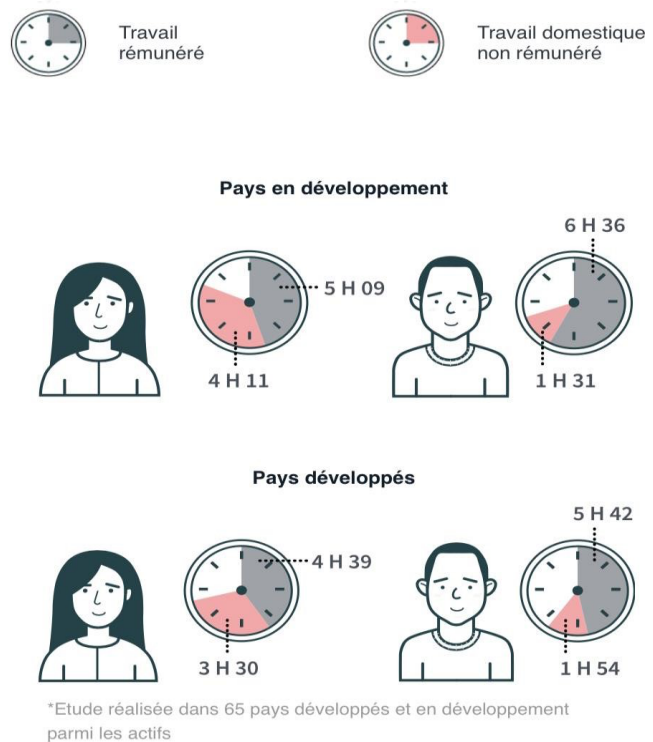 Travail
rémunéré
Travail domestique
non rémunéré
Pays en développement
5 H 09
4 H 11
6 H 36
1 H 31
Pays développés
4 H 39
3 H 30
5 H 42
1 H 54
*Etude réalisée dans 65 pays développés et en développement
parmi les actifs